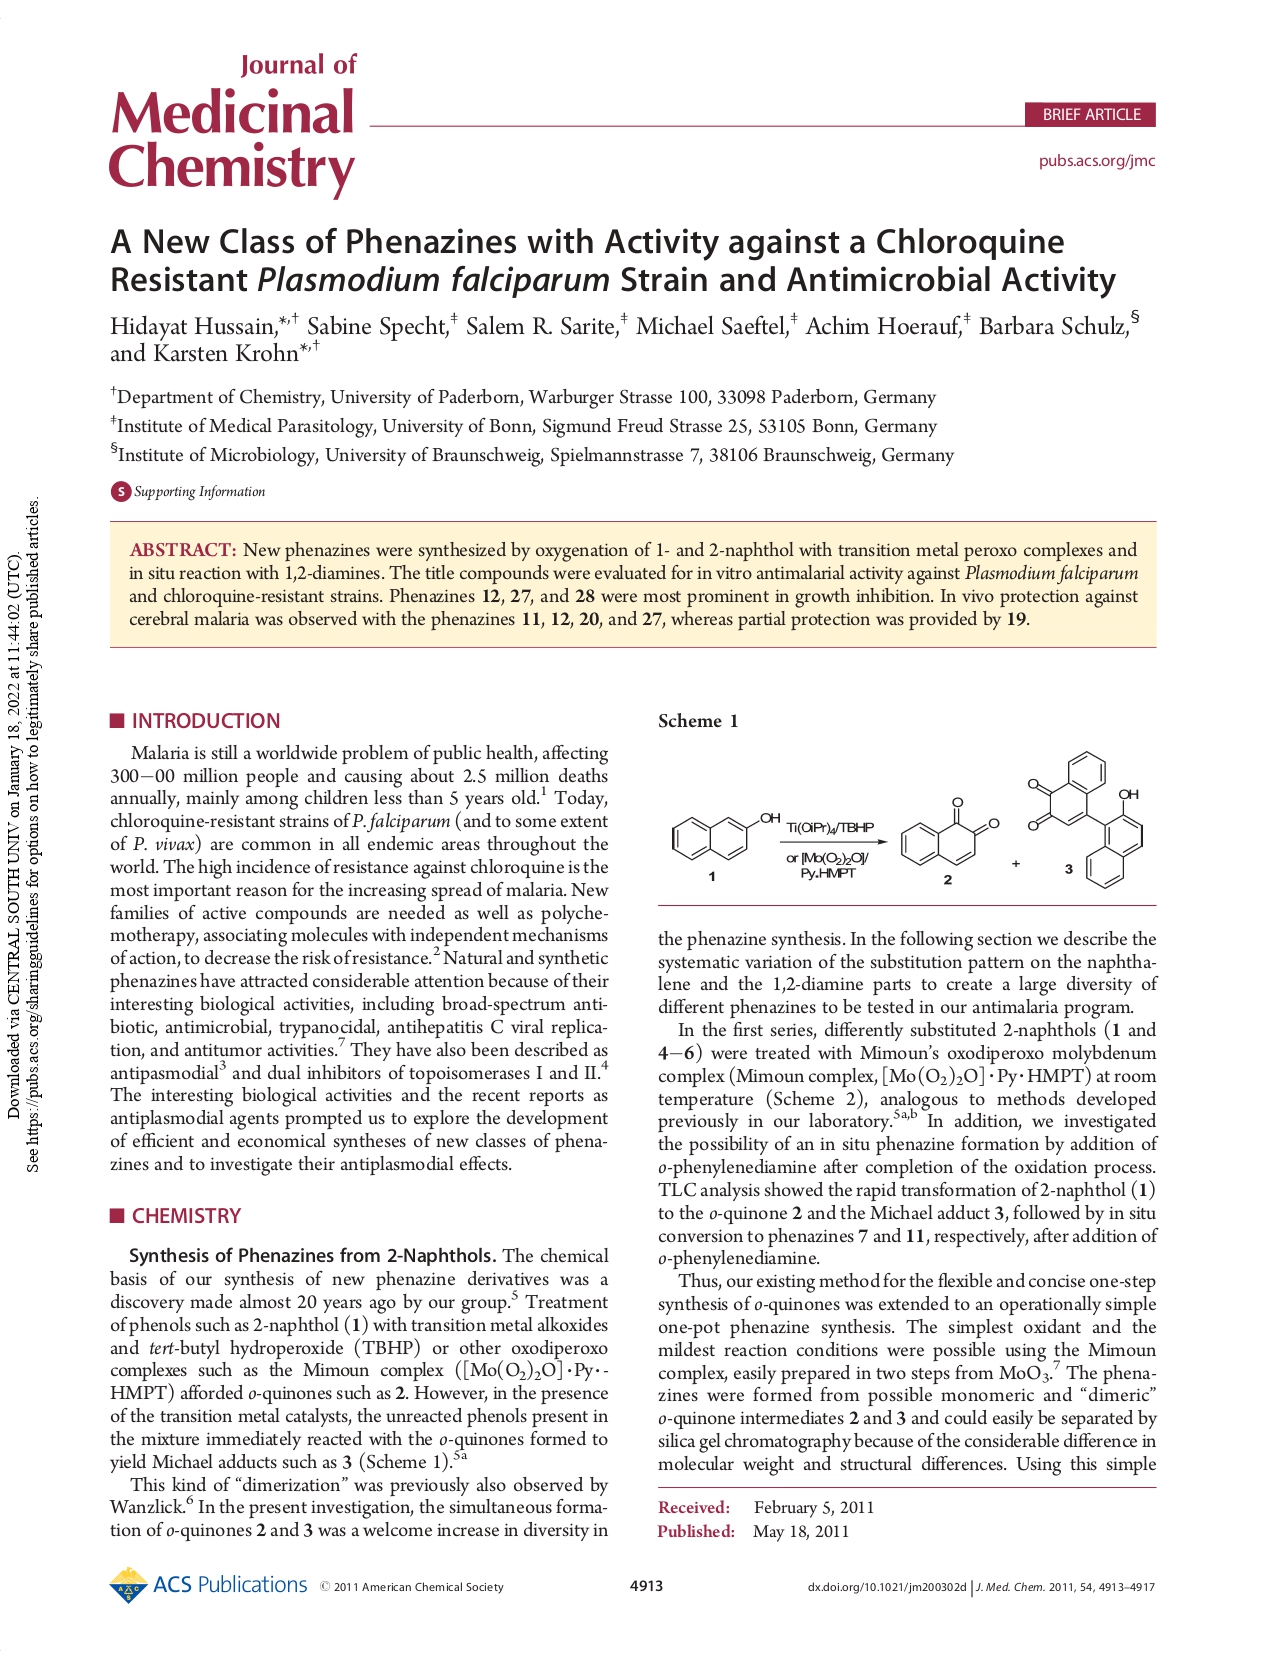 Journal of
Medicinal
Chemistry
BRIEF ARTICLE
pubs.acs.org/jmc
A New Class of Phenazines with Activity against a Chloroquine
Resistant Plasmodium falciparum Strain and Antimicrobial Activity
Hidayat Hussain,*,† Sabine Specht,‡ Salem R. Sarite,‡ Michael Saeftel,‡ Achim Hoerauf,‡ Barbara Schulz,§
and Karsten Krohn*,†
†Department of Chemistry, University of Paderborn, Warburger Strasse 100, 33098 Paderborn, Germany
‡Institute of Medical Parasitology, University of Bonn, Sigmund Freud Strasse 25, 53105 Bonn, Germany
§Institute of Microbiology, University of Braunschweig, Spielmannstrasse 7, 38106 Braunschweig, Germany
S Supporting Information
ABSTRACT: New phenazines were synthesized by oxygenation of 1- and 2-naphthol with transition metal peroxo complexes and
in situ reaction with 1,2-diamines. The title compounds were evaluated for in vitro antimalarial activity against Plasmodium falciparum
and chloroquine-resistant strains. Phenazines 12, 27, and 28 were most prominent in growth inhibition. In vivo protection against
cerebral malaria was observed with the phenazines 11, 12, 20, and 27, whereas partial protection was provided by 19.
■ INTRODUCTION
Malaria is still a worldwide problem of public health, affecting
300−00 million people and causing about 2.5 million deaths
annually, mainly among children less than 5 years old.1 Today,
chloroquine-resistant strains of P. falciparum (and to some extent
of P. vivax) are common in all endemic areas throughout the
world. The high incidence of resistance against chloroquine is the
most important reason for the increasing spread of malaria. New
families of active compounds are needed as well as polyche-
motherapy, associating molecules with independent mechanisms
of action, to decrease the risk of resistance.2 Natural and synthetic
phenazines have attracted considerable attention because of their
interesting biological activities, including broad-spectrum anti-
biotic, antimicrobial, trypanocidal, antihepatitis C viral replica-
tion, and antitumor activities.7 They have also been described as
antipasmodial3 and dual inhibitors of topoisomerases I and II.4
The interesting biological activities and the recent reports as
antiplasmodial agents prompted us to explore the development
of efficient and economical syntheses of new classes of phena-
zines and to investigate their antiplasmodial effects.
■ CHEMISTRY
Synthesis of Phenazines from 2-Naphthols. The chemical
basis of our synthesis of new phenazine derivatives was a
discovery made almost 20 years ago by our group.5 Treatment
of phenols such as 2-naphthol (1) with transition metal alkoxides
and tert-butyl hydroperoxide (TBHP) or other oxodiperoxo
complexes such as the Mimoun complex ([Mo(O2)2O]·Py·-
HMPT) afforded o-quinones such as 2. However, in the presence
of the transition metal catalysts, the unreacted phenols present in
the mixture immediately reacted with the o-quinones formed to
yield Michael adducts such as 3 (Scheme 1).5a
This kind of “dimerization” was previously also observed by
Wanzlick.6 In the present investigation, the simultaneous forma-
tion of o-quinones 2 and 3 was a welcome increase in diversity in
Scheme 1
OH
1
Ti(OiPr)4/TBHP
or [Mo(O2)2O]/
Py.HMPT
O
O
2
+
O
O
OH
3
the phenazine synthesis. In the following section we describe the
systematic variation of the substitution pattern on the naphtha-
lene and the 1,2-diamine parts to create a large diversity of
different phenazines to be tested in our antimalaria program.
In the first series, differently substituted 2-naphthols (1 and
4−6) were treated with Mimoun’s oxodiperoxo molybdenum
complex (Mimoun complex, [Mo(O2)2O]·Py·HMPT) at room
temperature (Scheme 2), analogous to methods developed
previously in our laboratory.5a,b In addition, we investigated
the possibility of an in situ phenazine formation by addition of
o-phenylenediamine after completion of the oxidation process.
TLC analysis showed the rapid transformation of 2-naphthol (1)
to the o-quinone 2 and the Michael adduct 3, followed by in situ
conversion to phenazines 7 and 11, respectively, after addition of
o-phenylenediamine.
Thus, our existing method for the flexible and concise one-step
synthesis of o-quinones was extended to an operationally simple
one-pot phenazine synthesis. The simplest oxidant and the
mildest reaction conditions were possible using the Mimoun
complex, easily prepared in two steps from MoO3.7 The phena-
zines were formed from possible monomeric and “dimeric”
o-quinone intermediates 2 and 3 and could easily be separated by
silica gel chromatography because of the considerable difference in
molecular weight and structural differences. Using this simple
Received: February 5, 2011
Published: May 18, 2011
ACS Publications © 2011 American Chemical Society
4913
dx.doi.org/10.1021/jm200302d | J. Med. Chem. 2011, 54, 4913–4917
Downloaded via CENTRAL SOUTH UNIV on January 18, 2022 at 11:44:02 (UTC).
See https://pubs.acs.org/sharingguidelines for options on how to legitimately share published articles.